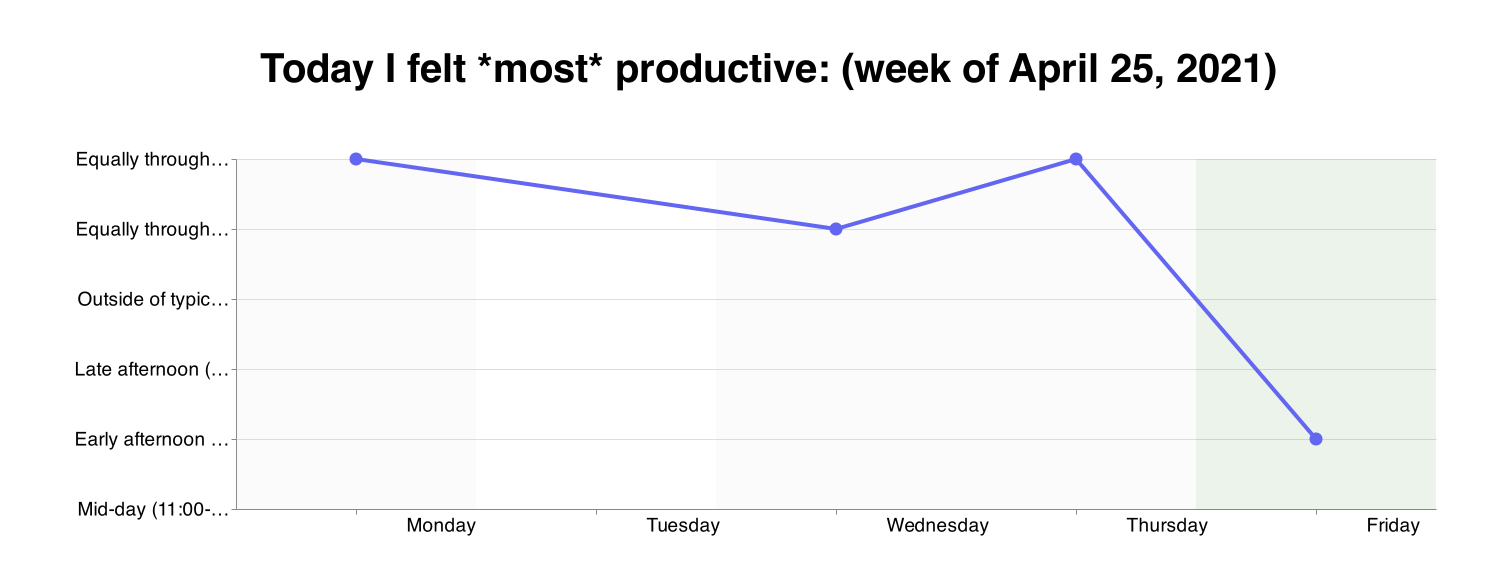 Today I felt *most* productive: (week of April 25, 2021)
Equally through…
Equally through…
Outside of typic…
Late afternoon (…
Early afternoon …
Mid-day (11:00-…
Monday Tuesday Wednesday Thursday Friday